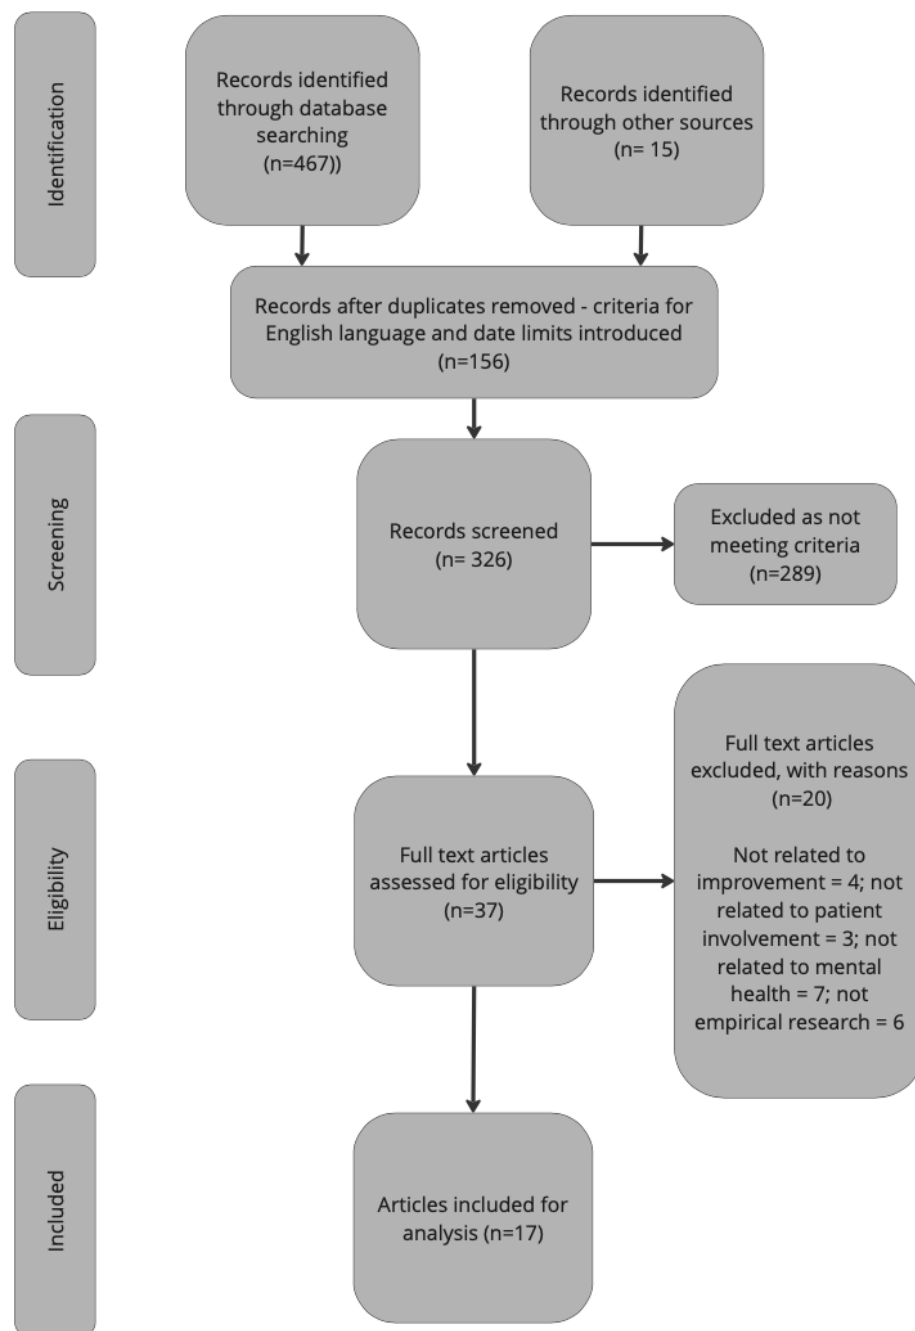 Identification
Records identified
through database
searching
(n=467))
Records identified
through other sources
(n= 15)
Records after duplicates removed - criteria for
English language and date limits introduced
(n=156)
Screening
Records screened
(n= 326)
Excluded as not
meeting criteria
(n=289)
Eligibility
Full text articles
assessed for eligibility
(n=37)
Full text articles
excluded, with reasons
(n=20)
Not related to
improvement = 4; not
related to patient
involvement = 3; not
related to mental
health = 7; not
empirical research = 6
Included
Articles included for
analysis (n=17)